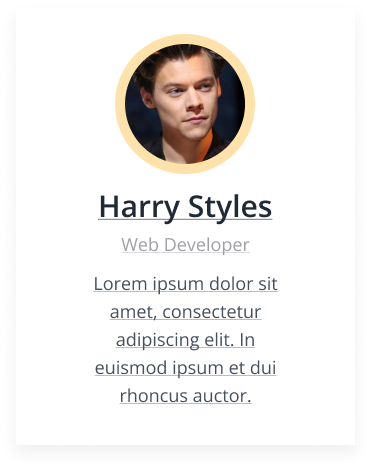 Harry Styles
Web Developer
Lorem ipsum dolor sit
amet, consectetur
adipiscing elit. In
euismod ipsum et dui
rhoncus auctor.